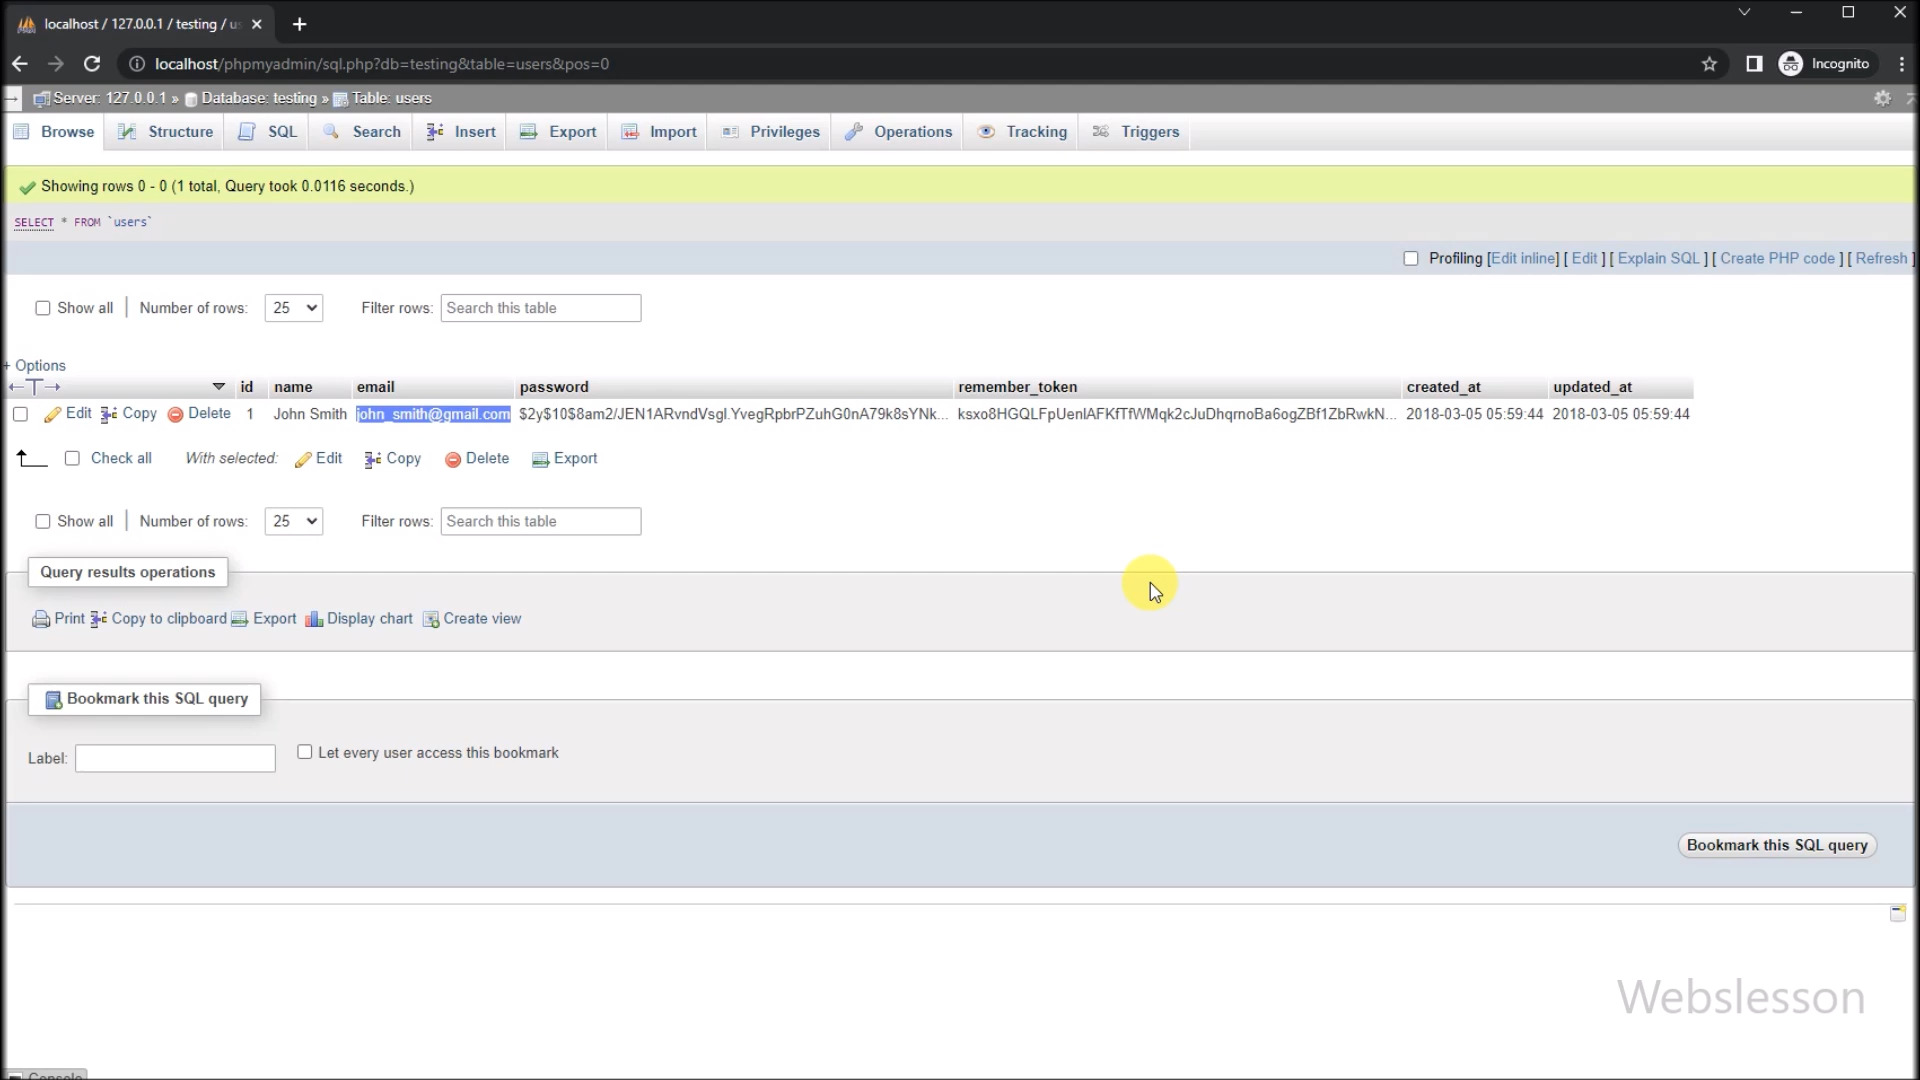 localhost / 127.0.0.1 / testing / us
localhost/phpmyadmin/sql.php?db=testing&table=users&pos=0
Incognito
Server: 127.0.0.1 » Database: testing » Table: users
Browse Structure SQL Search Insert Export Import Privileges Operations Tracking Triggers
Showing rows 0 - 0 (1 total, Query took 0.0116 seconds.)
SELECT * FROM `users`
Profiling [Edit inline] [ Edit ] [ Explain SQL ] [ Create PHP code ] [ Refresh ]
Show all | Number of rows: 25 Filter rows: Search this table
+ Options
←T→ id name email password remember_token created_at updated_at
Edit Copy Delete 1 John Smith john_smith@gmail.com $2y$10$8am2/JEN1ARvndVsgl.YvegRpbrPZuhG0nA79k8sYNk... ksxo8HGQLFpUenlAFKfTfWMqk2cJuDhqrnoBa6ogZBf1ZbRwkN... 2018-03-05 05:59:44 2018-03-05 05:59:44
Check all With selected: Edit Copy Delete Export
Show all | Number of rows: 25 Filter rows: Search this table
Query results operations
Print Copy to clipboard Export Display chart Create view
Bookmark this SQL query
Label: Let every user access this bookmark
Bookmark this SQL query
Webslesson
Console